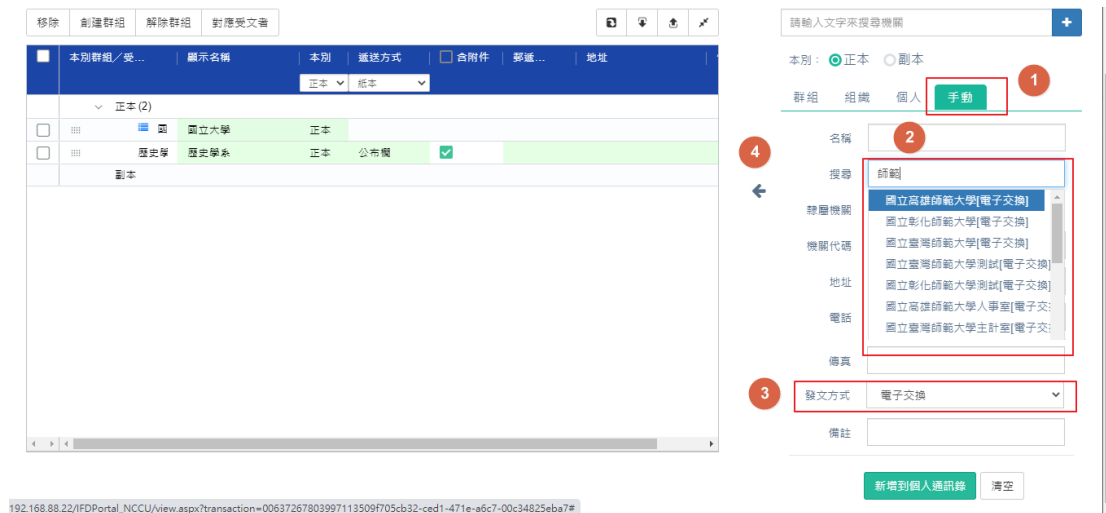 移除 創建群組 解除群組 對應受文者
本別群組／受... 顯示名稱 本別 遞送方式 含附件 郵遞... 地址
正本 紙本
正本(2)
國 國立大學 正本
歷史學 歷史學系 正本 公布欄
副本
請輸入文字來搜尋機關 +
本別： 正本 副本
1
群組 組織 個人 手動
名稱
2
4
搜尋 師範
隸屬機關
機關代碼
地址
電話
國立高雄師範大學[電子交換]
國立彰化師範大學[電子交換]
國立臺灣師範大學[電子交換]
國立臺灣師範大學測試[電子交換]
國立彰化師範大學測試[電子交換]
國立高雄師範大學人事室[電子交
國立臺灣師範大學主計室[電子交
傳真
3
發文方式 電子交換
備註
新增到個人通訊錄 清空
192.168.88.22/IFDPortal_NCCU/view.aspx?transaction=00637267803997113509f705cb32-ced1-471e-a6c7-00c34825eba7#